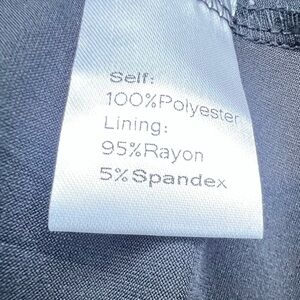 Self:
100%Polyester
Lining:
95%Rayon
5%Spandex